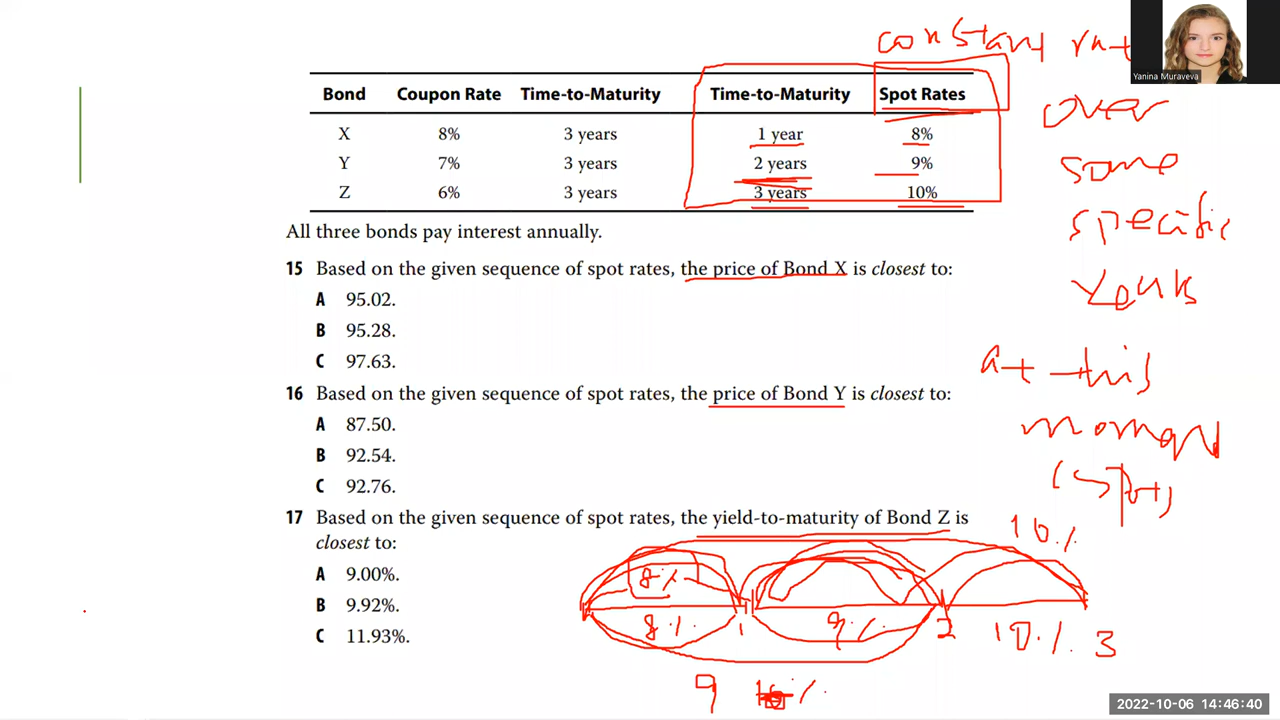 constant rat
Yanina Muraveva
over
some
specific
years
at this
moment
(spot)
Bond Coupon Rate Time-to-Maturity Time-to-Maturity Spot Rates
X 8% 3 years 1 year 8%
Y 7% 3 years 2 years 9%
Z 6% 3 years 3 years 10%
All three bonds pay interest annually.
15 Based on the given sequence of spot rates, the price of Bond X is closest to:
A 95.02.
B 95.28.
C 97.63.
16 Based on the given sequence of spot rates, the price of Bond Y is closest to:
A 87.50.
B 92.54.
C 92.76.
17 Based on the given sequence of spot rates, the yield-to-maturity of Bond Z is
closest to:
A 9.00%.
B 9.92%.
C 11.93%.
10%
8%
8% 1 9% 2 10% 3
9 %
2022-10-06 14:46:40